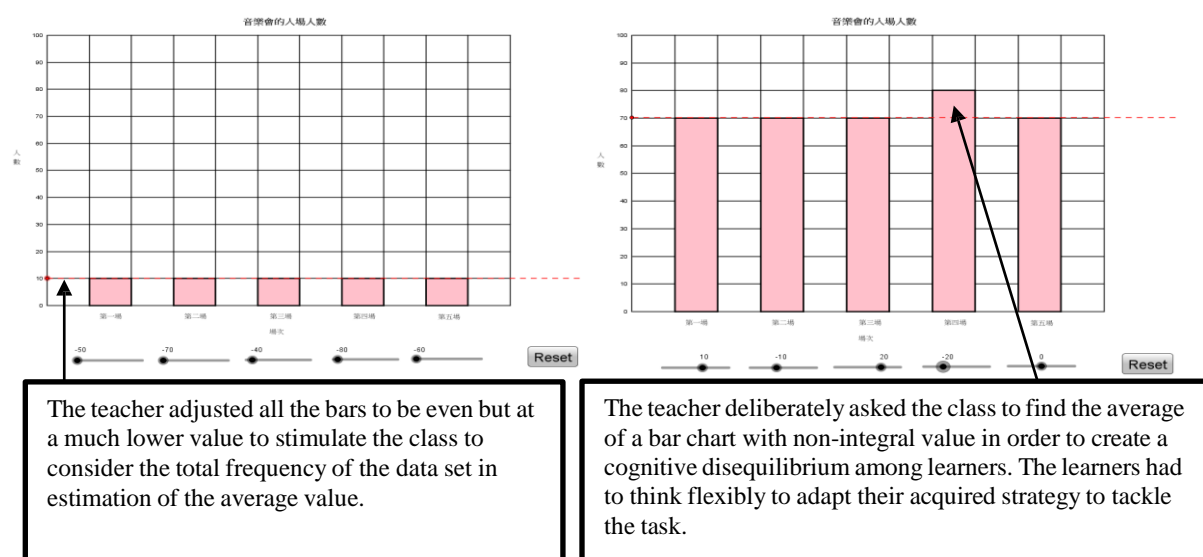 音樂會的入場人數
100
90
80
70
60
50
40
30
20
10
0
人數
第一場 第二場 第三場 第四場 第五場
場次
-50 -70 -40 -80 -60
Reset
The teacher adjusted all the bars to be even but at
a much lower value to stimulate the class to
consider the total frequency of the data set in
estimation of the average value.
音樂會的入場人數
100
90
80
70
60
50
40
30
20
10
0
人數
第一場 第二場 第三場 第四場 第五場
場次
10 -10 20 -20 0
Reset
The teacher deliberately asked the class to find the average
of a bar chart with non-integral value in order to create a
cognitive disequilibrium among learners. The learners had
to think flexibly to adapt their acquired strategy to tackle
the task.